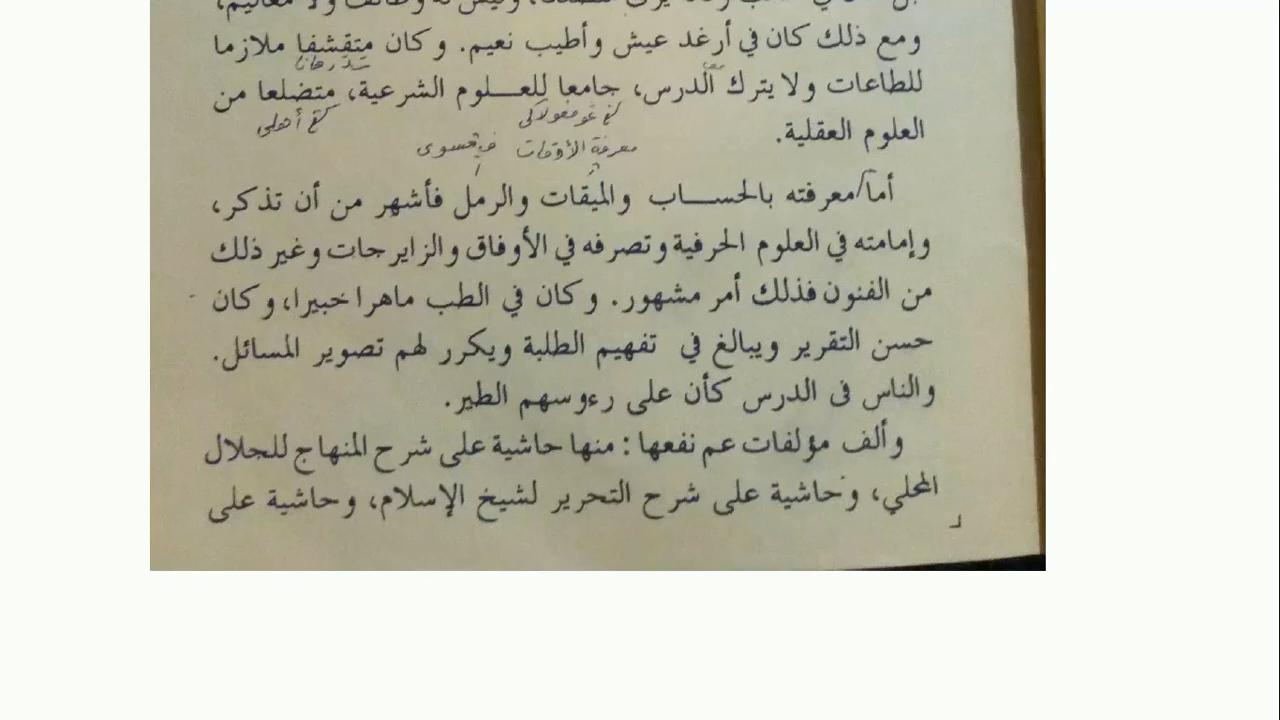 ومع ذلك كان في أرغد عيش وأطيب نعيم. وكان متقشفا ملازما
للطاعات ولا يترك الدرس، جامعا للعلوم الشرعية، متضلعا من
العلوم العقلية.
معرفة الأوقات
أما معرفته بالحساب والميقات والرمل فأشهر من أن تذكر،
وإمامته في العلوم الحرفية وتصرفه في الأوفاق والزايرجات وغير ذلك
من الفنون فذلك أمر مشهور. وكان في الطب ماهرا خبيرا، وكان
حسن التقرير ويبالغ في تفهيم الطلبة ويكرر لهم تصوير المسائل.
والناس فى الدرس كأن على رءوسهم الطير.
وألف مؤلفات عم نفعها: منها حاشية على شرح المنهاج للجلال
المحلي، وحاشية على شرح التحرير لشيخ الإسلام، وحاشية على